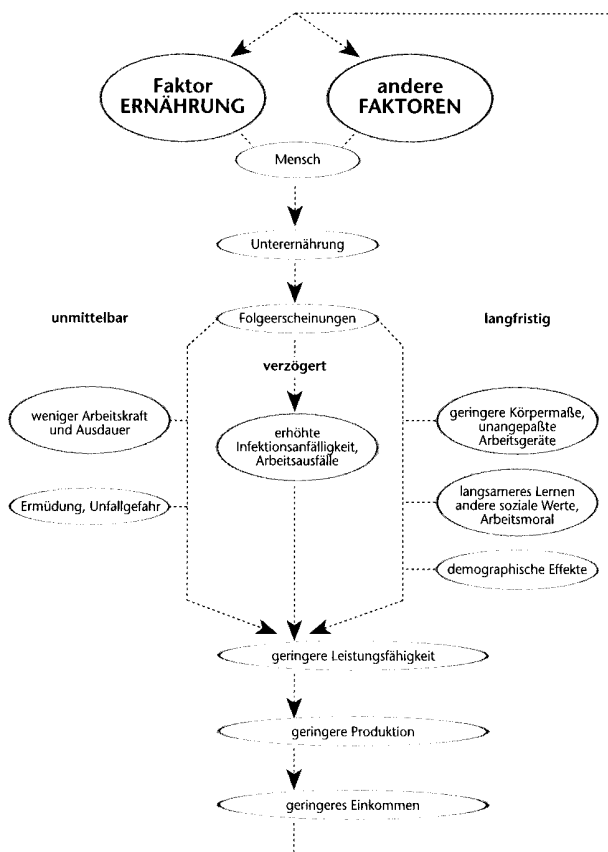 Faktor
ERNÄHRUNG
andere
FAKTOREN
Mensch
Unterernährung
unmittelbar
Folgeerscheinungen
langfristig
verzögert
weniger Arbeitskraft
und Ausdauer
erhöhte
Infektionsanfälligkeit,
Arbeitsausfälle
geringere Körpermaße,
unangepaßte
Arbeitsgeräte
Ermüdung, Unfallgefahr
langsameres Lernen
andere soziale Werte,
Arbeitsmoral
demographische Effekte
geringere Leistungsfähigkeit
geringere Produktion
geringeres Einkommen